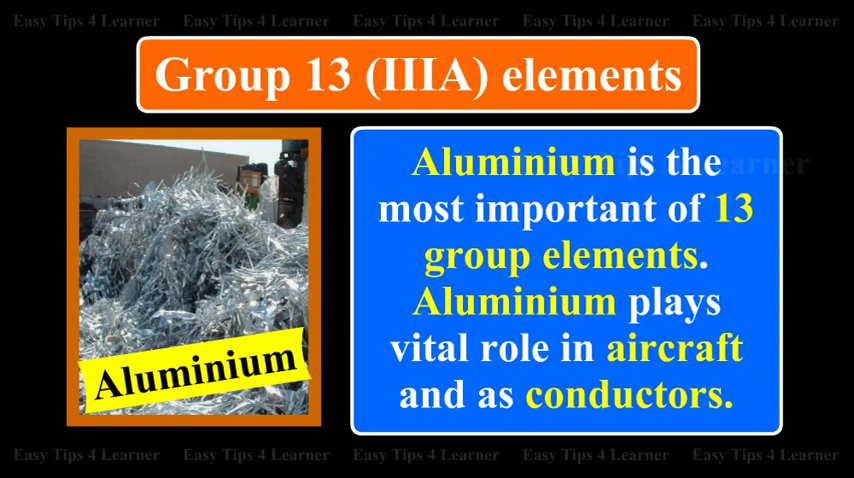 Easy Tips 4 Learner Easy Tips 4 Learner Easy Tips 4 Learner Easy Tips 4 Learner Easy Tips 4 Learner
Group 13 (IIIA) elements
Aluminium is the
most important of 13
group elements.
Aluminium plays
vital role in aircraft
and as conductors.
Aluminium
Easy Tips 4 Learner Easy Tips 4 Learner Easy Tips 4 Learner Easy Tips 4 Learner Easy Tips 4 Learner